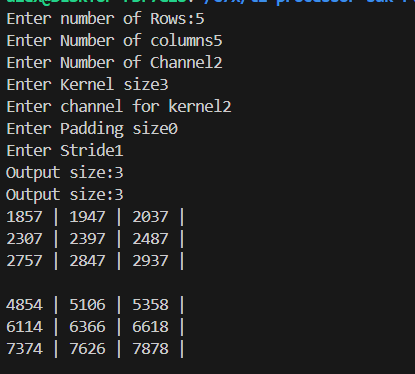 Enter number of Rows:5
Enter Number of columns5
Enter Number of Channel2
Enter Kernel size3
Enter channel for kernel2
Enter Padding size0
Enter Stride1
Output size:3
Output size:3
1857 | 1947 | 2037 |
2307 | 2397 | 2487 |
2757 | 2847 | 2937 |
4854 | 5106 | 5358 |
6114 | 6366 | 6618 |
7374 | 7626 | 7878 |